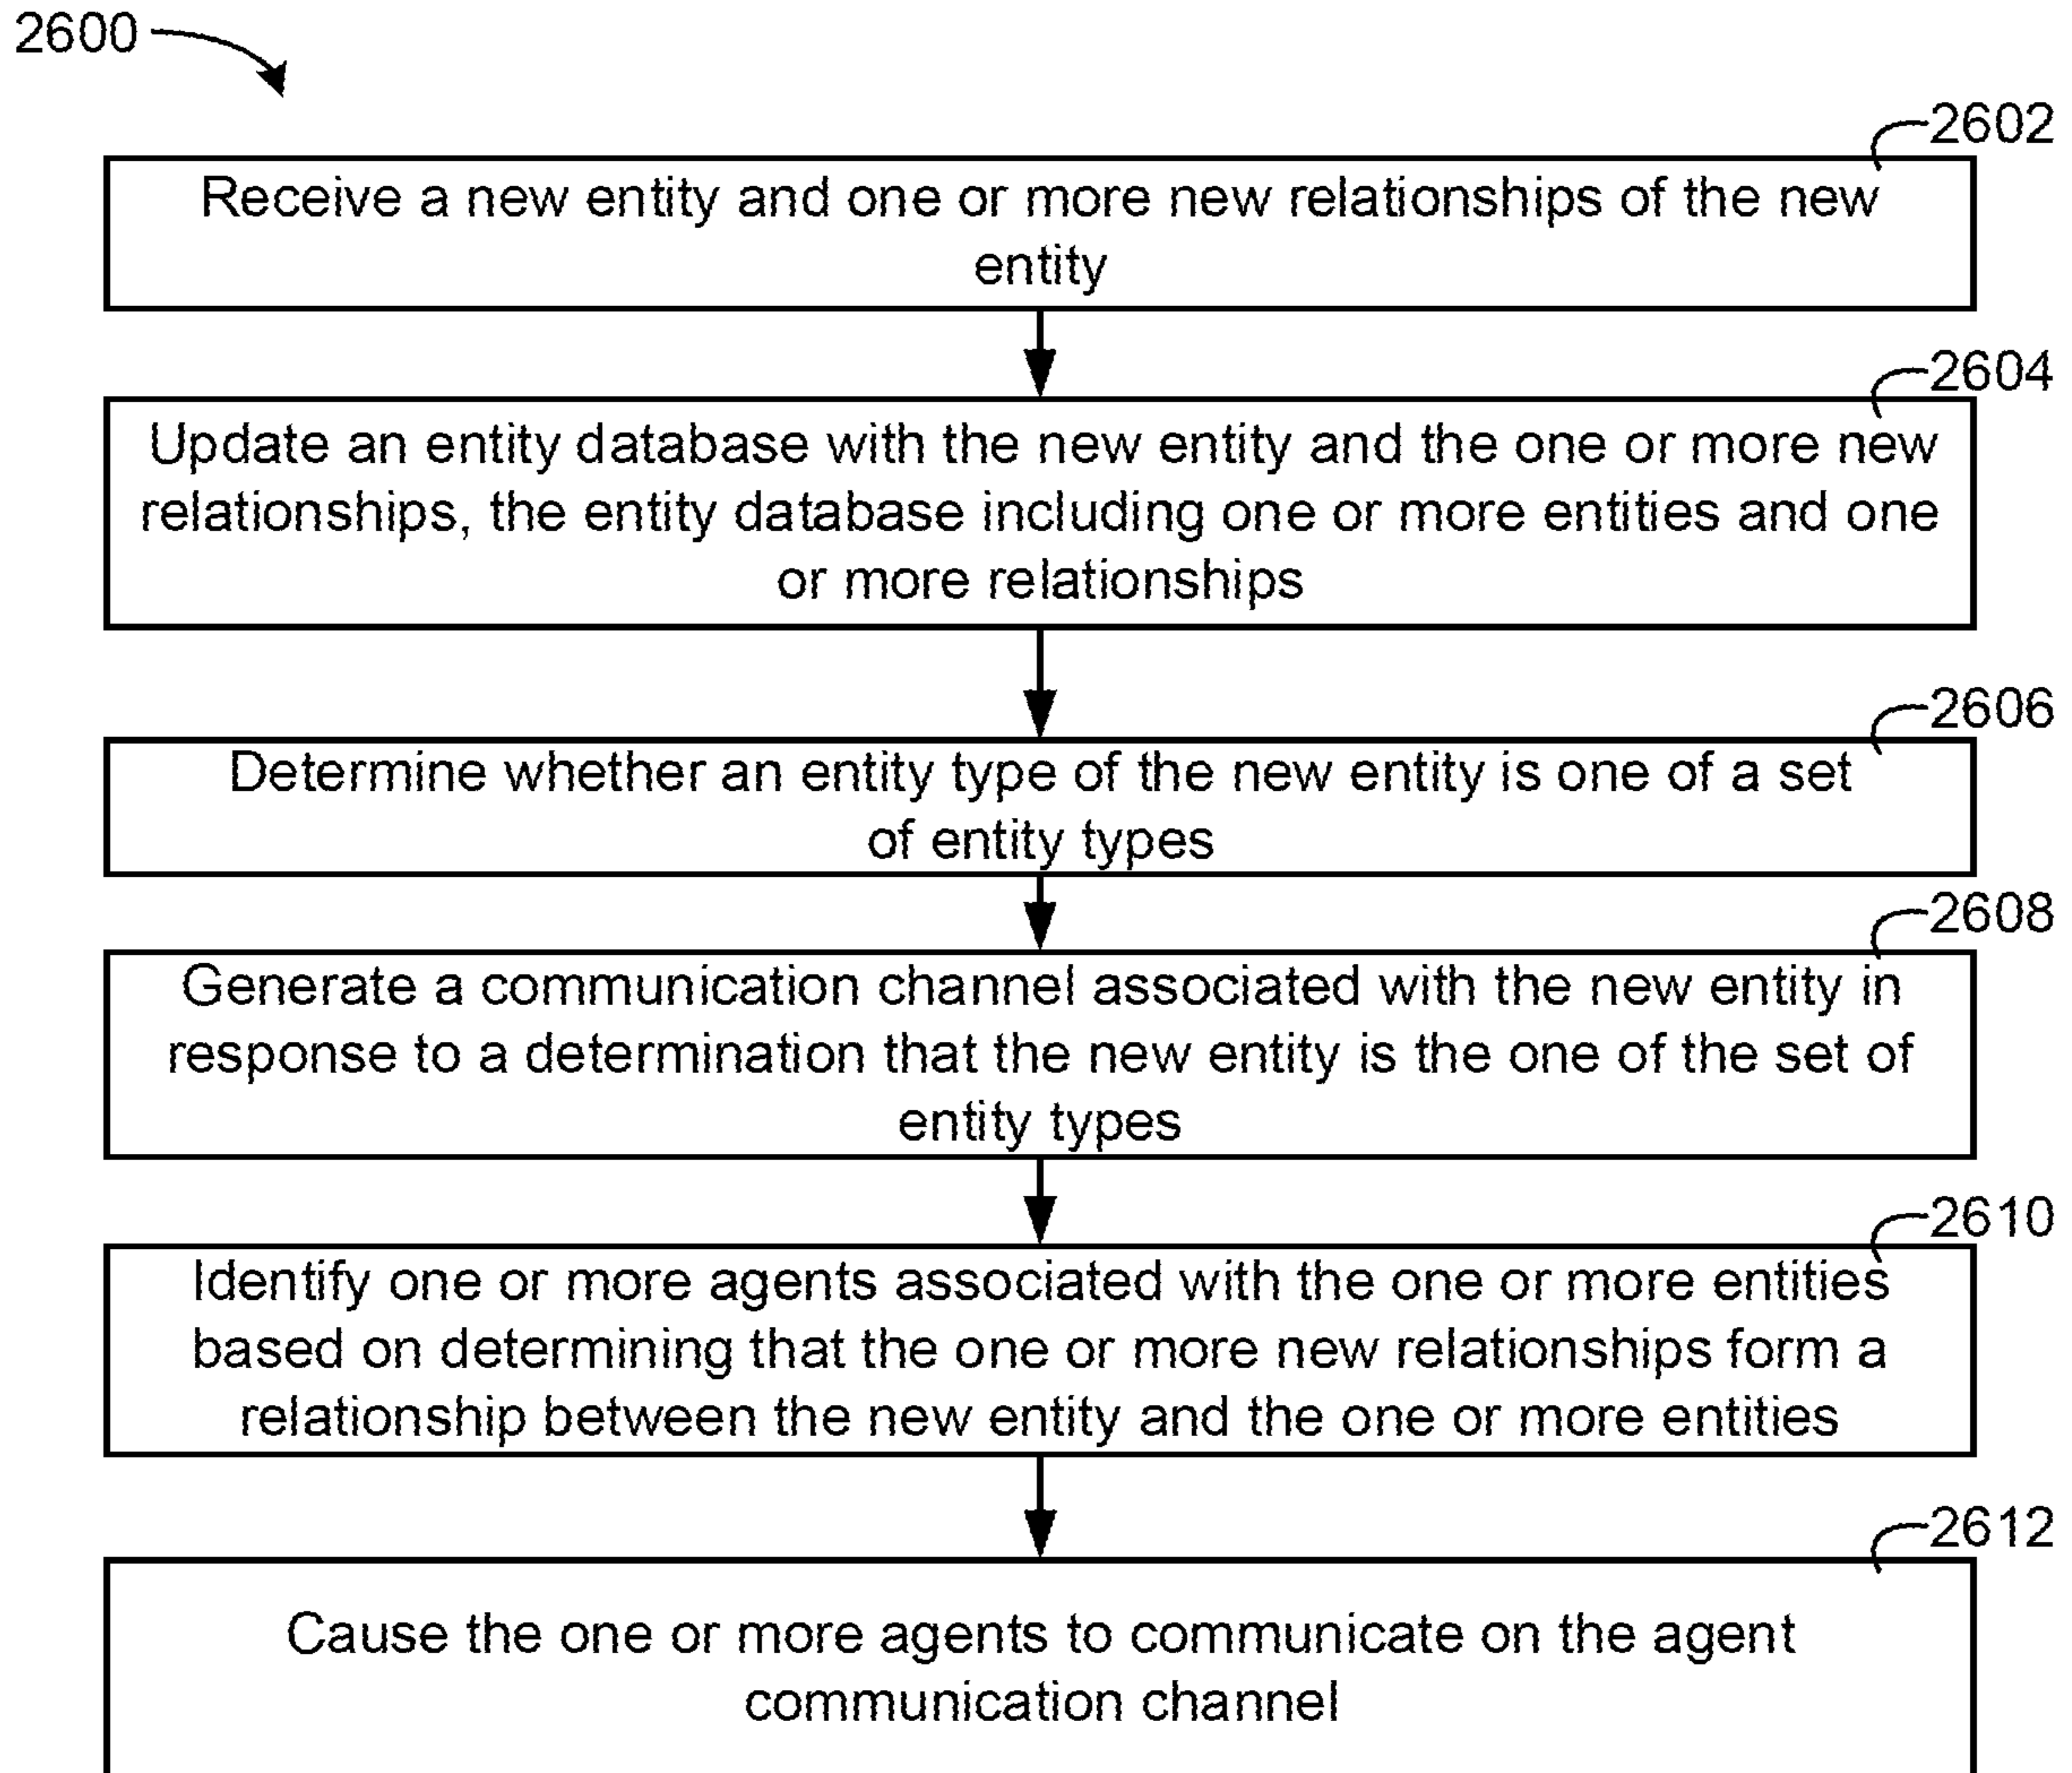 2600
2602
Receive a new entity and one or more new relationships of the new
entity
2604
Update an entity database with the new entity and the one or more new
relationships, the entity database including one or more entities and one
or more relationships
2606
Determine whether an entity type of the new entity is one of a set
of entity types
2608
Generate a communication channel associated with the new entity in
response to a determination that the new entity is the one of the set of
entity types
2610
Identify one or more agents associated with the one or more entities
based on determining that the one or more new relationships form a
relationship between the new entity and the one or more entities
2612
Cause the one or more agents to communicate on the agent
communication channel